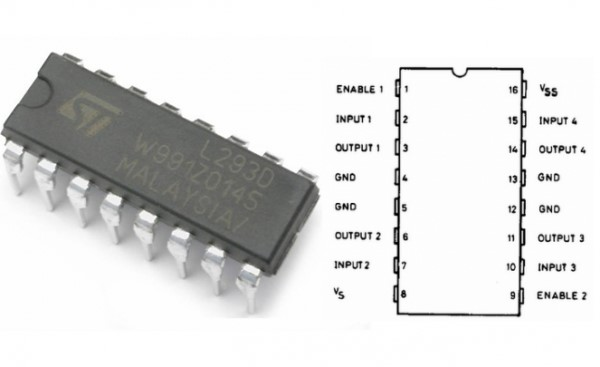 ST
L293D
W991Z0145
MALAYSIA/
ENABLE 1 1 16 VSS
INPUT 1 2 15 INPUT 4
OUTPUT 1 3 14 OUTPUT 4
GND 4 13 GND
GND 5 12 GND
OUTPUT 2 6 11 OUTPUT 3
INPUT 2 7 10 INPUT 3
VS 8 9 ENABLE 2